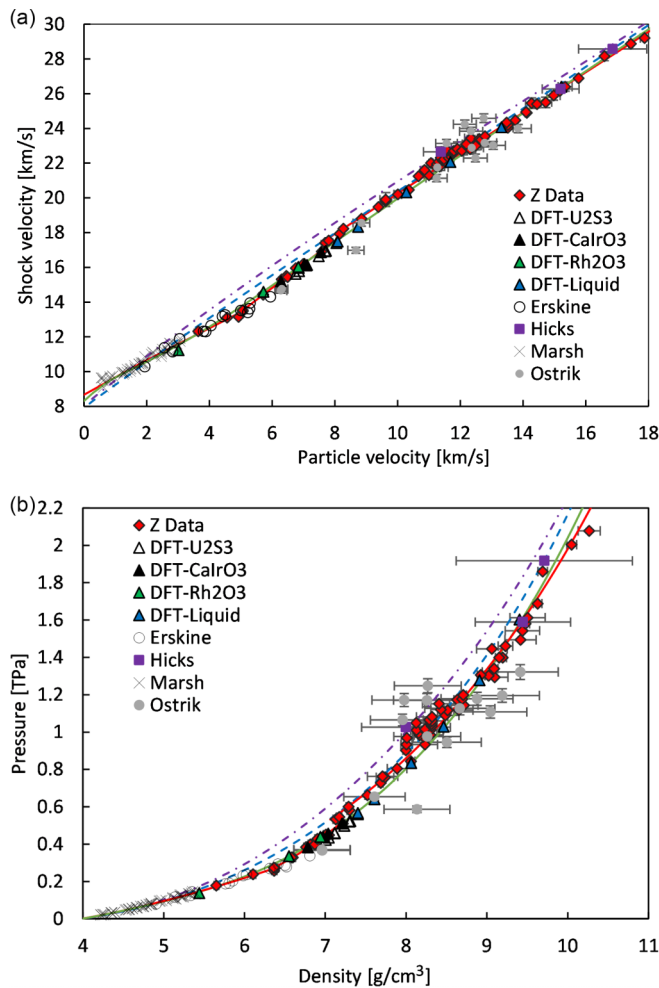 (a)
30
28
26
24
22
20
18
16
14
12
10
8
Shock velocity [km/s]
Z Data
DFT-U2S3
DFT-CaIrO3
DFT-Rh2O3
DFT-Liquid
Erskine
Hicks
Marsh
Ostrik
0 2 4 6 8 10 12 14 16 18
Particle velocity [km/s]
(b)
2.2
2
1.8
1.6
1.4
1.2
1
0.8
0.6
0.4
0.2
0
Pressure [TPa]
Z Data
DFT-U2S3
DFT-CaIrO3
DFT-Rh2O3
DFT-Liquid
Erskine
Hicks
Marsh
Ostrik
4 5 6 7 8 9 10 11
Density [g/cm³]